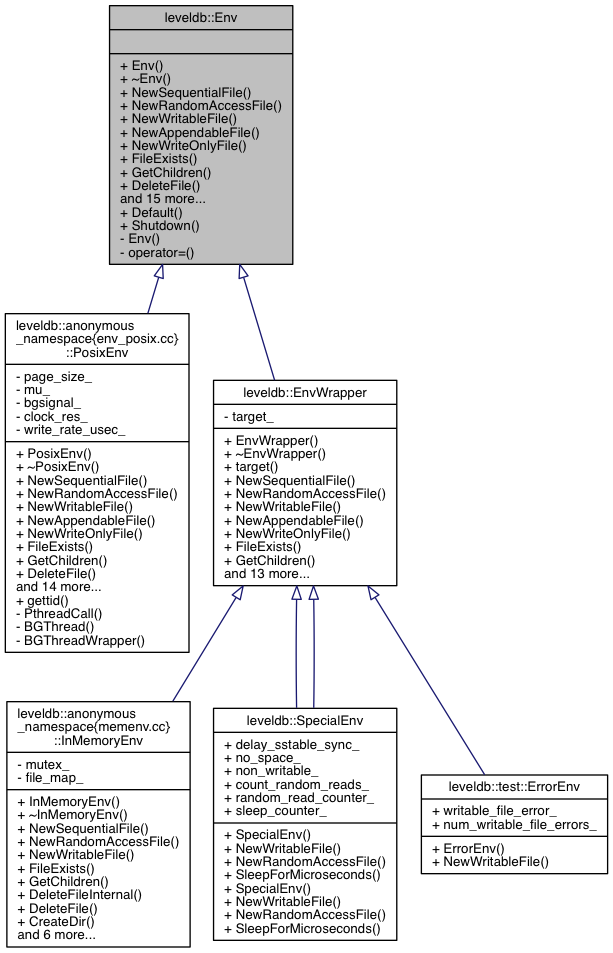 leveldb::Env
+ Env()
+ ~Env()
+ NewSequentialFile()
+ NewRandomAccessFile()
+ NewWritableFile()
+ NewAppendableFile()
+ NewWriteOnlyFile()
+ FileExists()
+ GetChildren()
+ DeleteFile()
and 15 more...
+ Default()
+ Shutdown()
- Env()
- operator=()
leveldb::anonymous
_namespace{env_posix.cc}
::PosixEnv
- page_size_
- mu_
- bgsignal_
- clock_res_
- write_rate_usec_
+ PosixEnv()
+ ~PosixEnv()
+ NewSequentialFile()
+ NewRandomAccessFile()
+ NewWritableFile()
+ NewAppendableFile()
+ NewWriteOnlyFile()
+ FileExists()
+ GetChildren()
+ DeleteFile()
and 14 more...
+ gettid()
- PthreadCall()
- BGThread()
- BGThreadWrapper()
leveldb::EnvWrapper
- target_
+ EnvWrapper()
+ ~EnvWrapper()
+ target()
+ NewSequentialFile()
+ NewRandomAccessFile()
+ NewWritableFile()
+ NewAppendableFile()
+ NewWriteOnlyFile()
+ FileExists()
+ GetChildren()
and 13 more...
leveldb::anonymous
_namespace{memenv.cc}
::InMemoryEnv
- mutex_
- file_map_
+ InMemoryEnv()
+ ~InMemoryEnv()
+ NewSequentialFile()
+ NewRandomAccessFile()
+ NewWritableFile()
+ FileExists()
+ GetChildren()
+ DeleteFileInternal()
+ DeleteFile()
+ CreateDir()
and 6 more...
leveldb::SpecialEnv
+ delay_sstable_sync_
+ no_space_
+ non_writable_
+ count_random_reads_
+ random_read_counter_
+ sleep_counter_
+ SpecialEnv()
+ NewWritableFile()
+ NewRandomAccessFile()
+ SleepForMicroseconds()
+ SpecialEnv()
+ NewWritableFile()
+ NewRandomAccessFile()
+ SleepForMicroseconds()
leveldb::test::ErrorEnv
+ writable_file_error_
+ num_writable_file_errors_
+ ErrorEnv()
+ NewWritableFile()